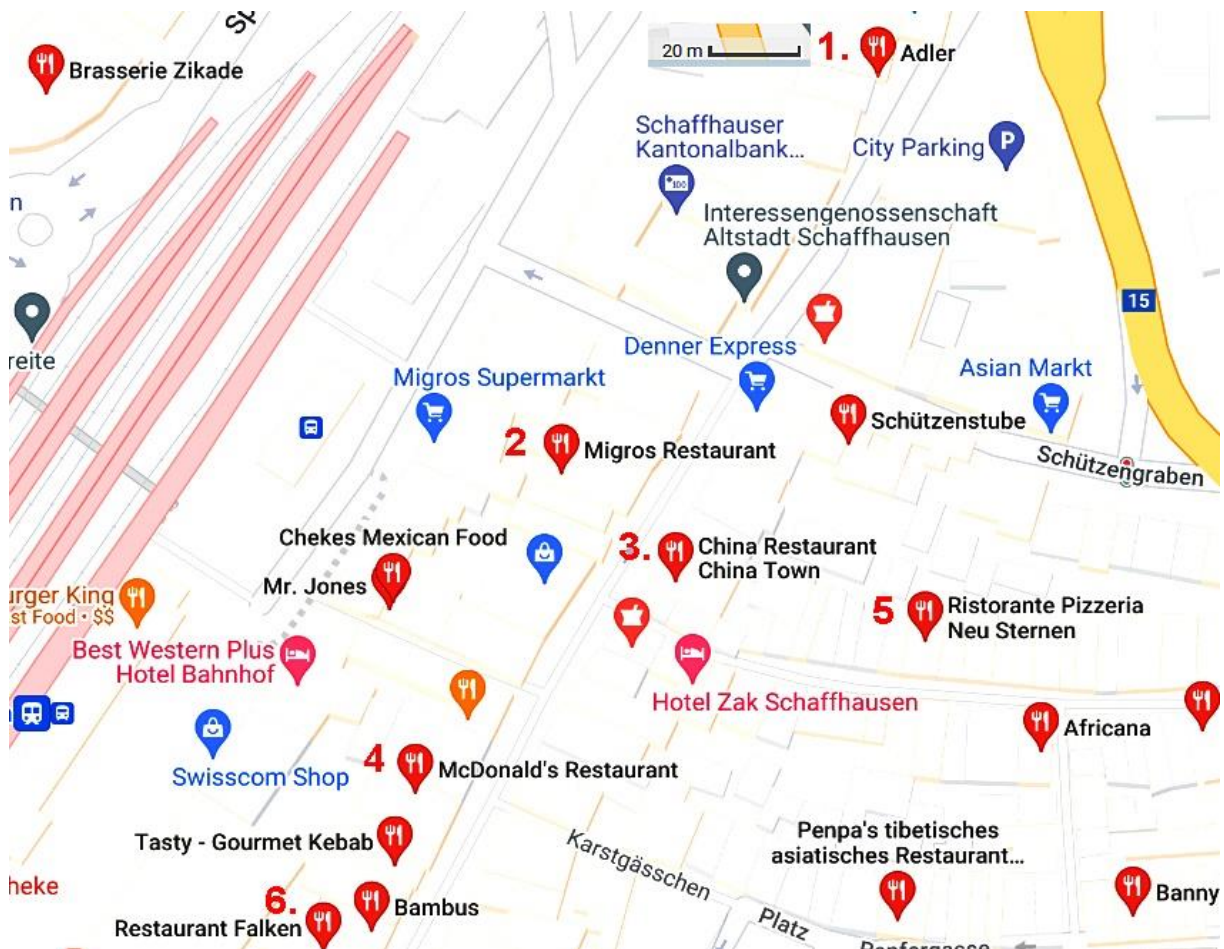 Sp
20 m
1.
Adler
Brasserie Zikade
Schaffhauser
Kantonalbank...
City Parking
P
100
n
Interessengenossenschaft
Altstadt Schaffhausen
15
reite
Denner Express
Migros Supermarkt
Asian Markt
Schützenstube
2
Migros Restaurant
Schützengraben
Chekes Mexican Food
3.
China Restaurant
China Town
Mr. Jones
urger King
st Food • $$
5
Ristorante Pizzeria
Neu Sternen
Best Western Plus
Hotel Bahnhof
Hotel Zak Schaffhausen
Africana
4
McDonald's Restaurant
Swisscom Shop
Tasty - Gourmet Kebab
Karstgässchen
Penpa's tibetisches
asiatisches Restaurant...
heke
6.
Bambus
Banny
Restaurant Falken
Platz